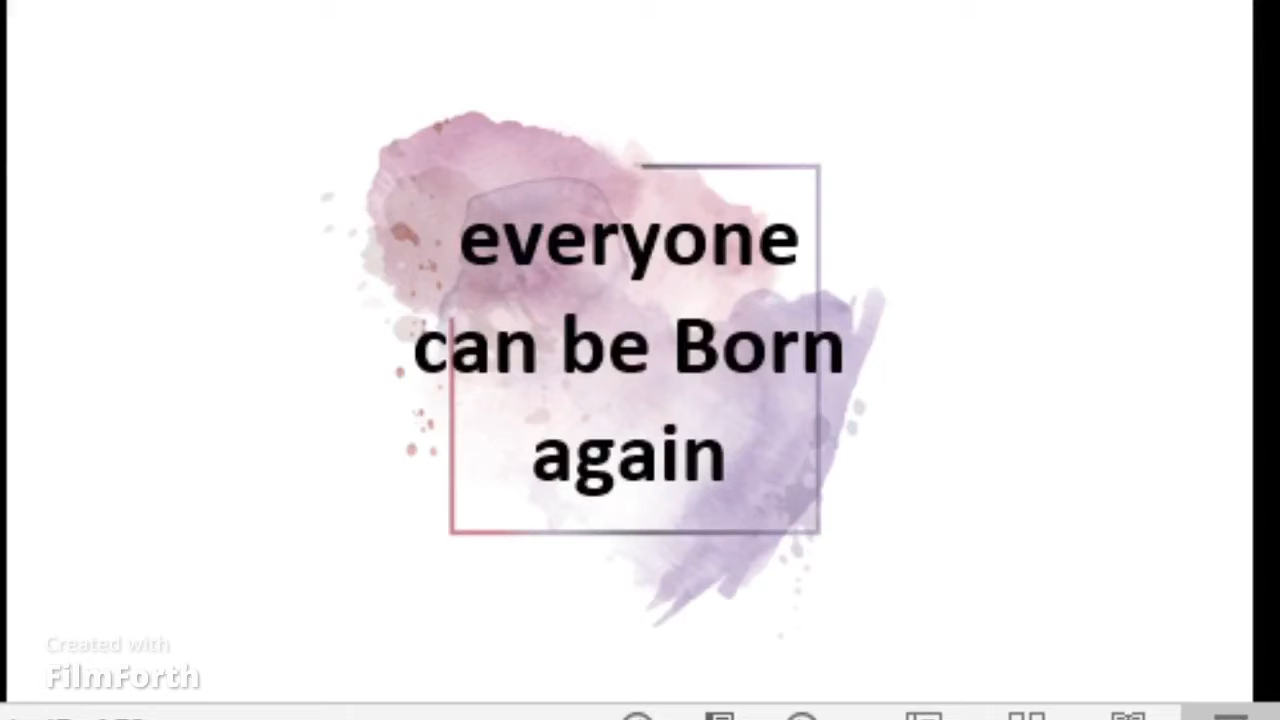 everyone
can be Born
again
Created with
FilmForth